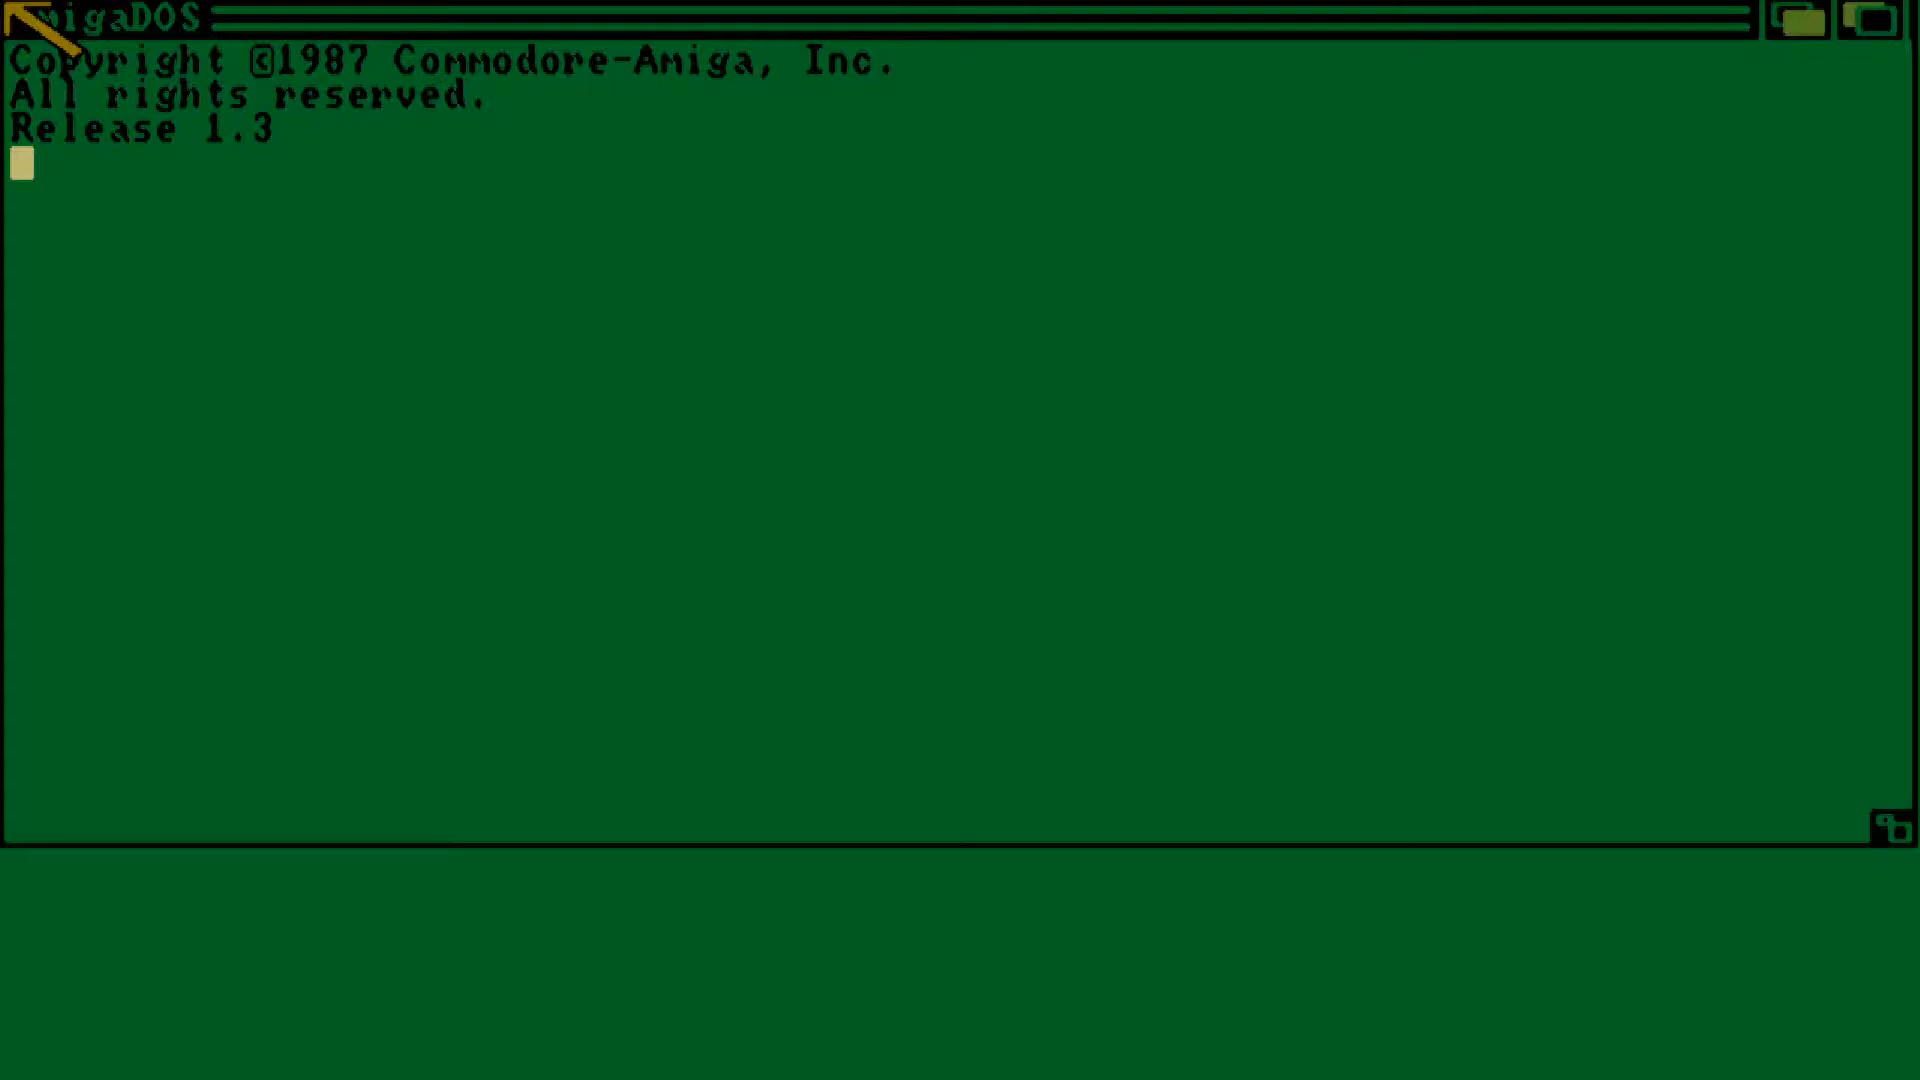 AmigaDOS
Copyright ©1987 Commodore-Amiga, Inc.
All rights reserved.
Release 1.3